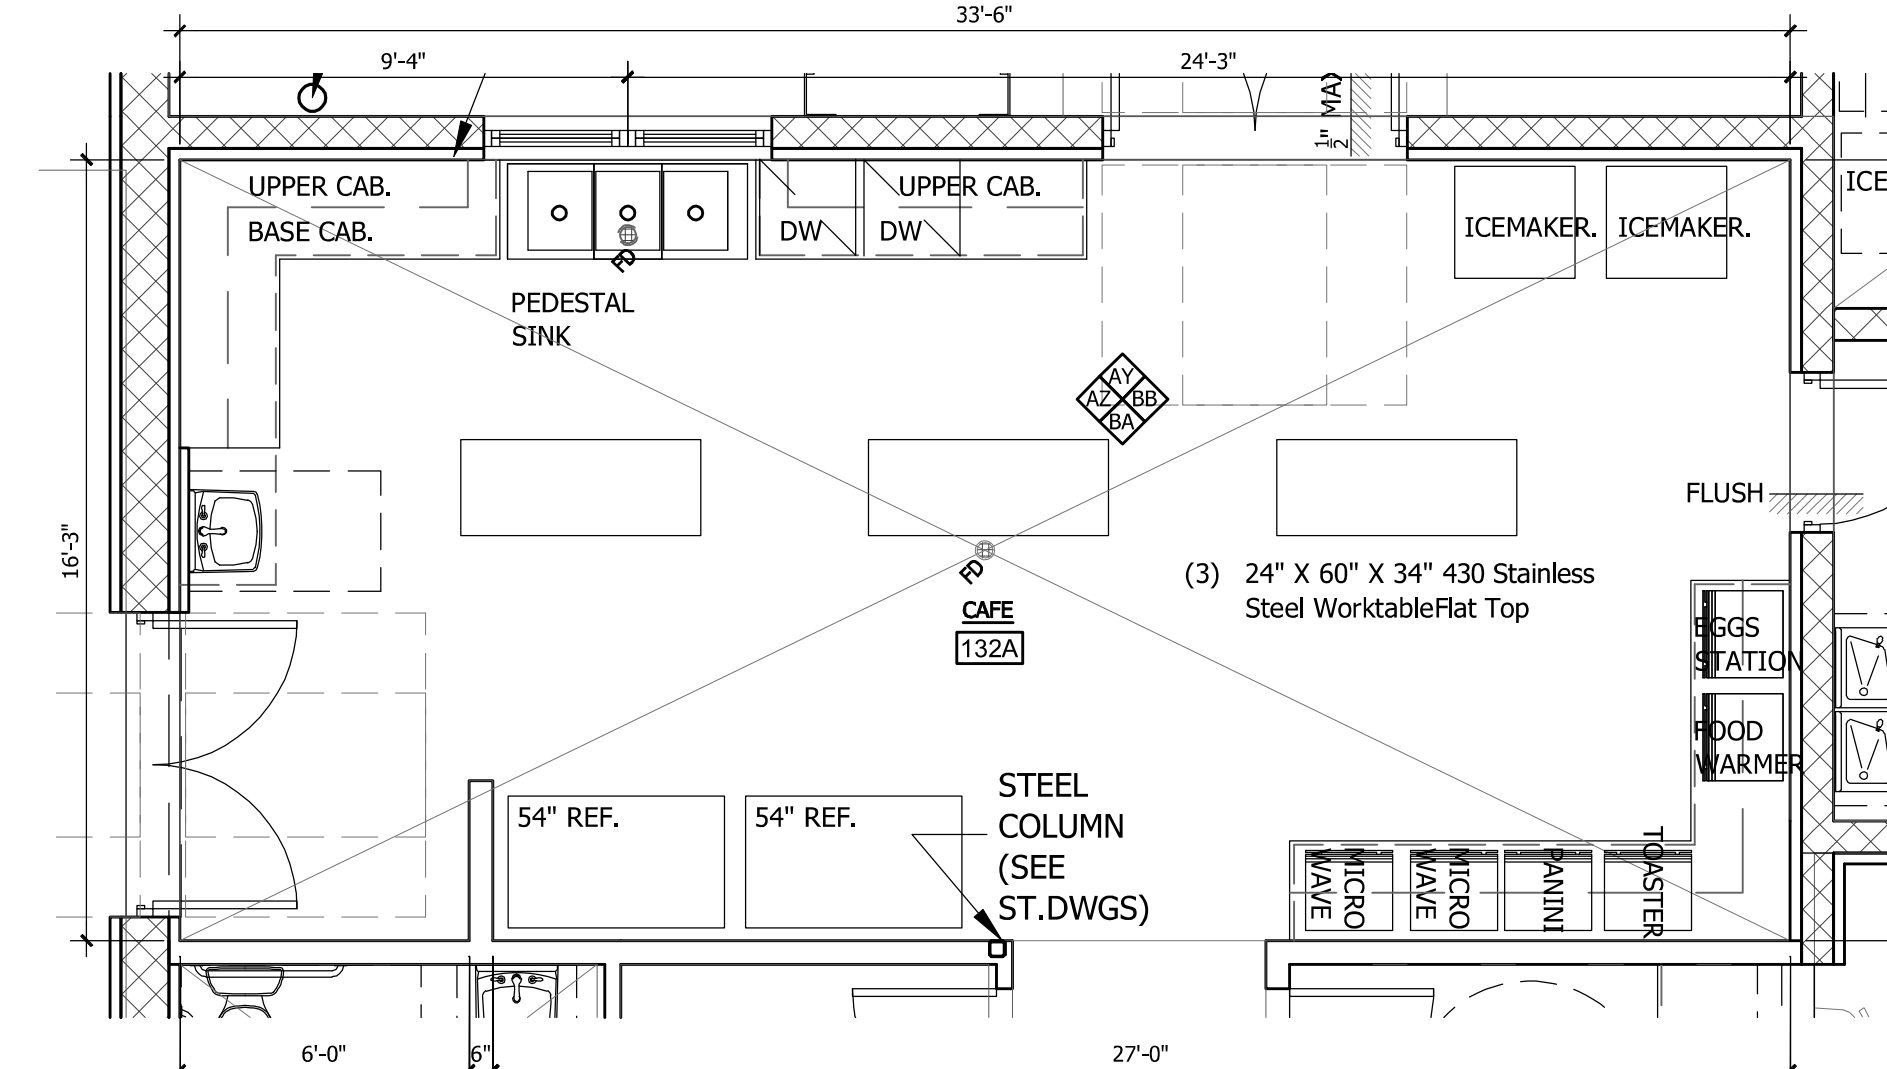 33'-6"
9'-4"
24'-3"
1/2" MA
UPPER CAB.
BASE CAB.
UPPER CAB.
DW
DW
ICEMAKER.
ICEMAKER.
ICE
FD
PEDESTAL
SINK
AY
AZ
BB
BA
FLUSH
16'-3"
FD
(3) 24" X 60" X 34" 430 Stainless
Steel WorktableFlat Top
CAFE
132A
EGGS
STATION
FOOD
WARMER
54" REF.
54" REF.
STEEL
COLUMN
(SEE
ST.DWGS)
MICRO
WAVE
MICRO
WAVE
PANINI
TOASTER
6'-0"
6"
27'-0"